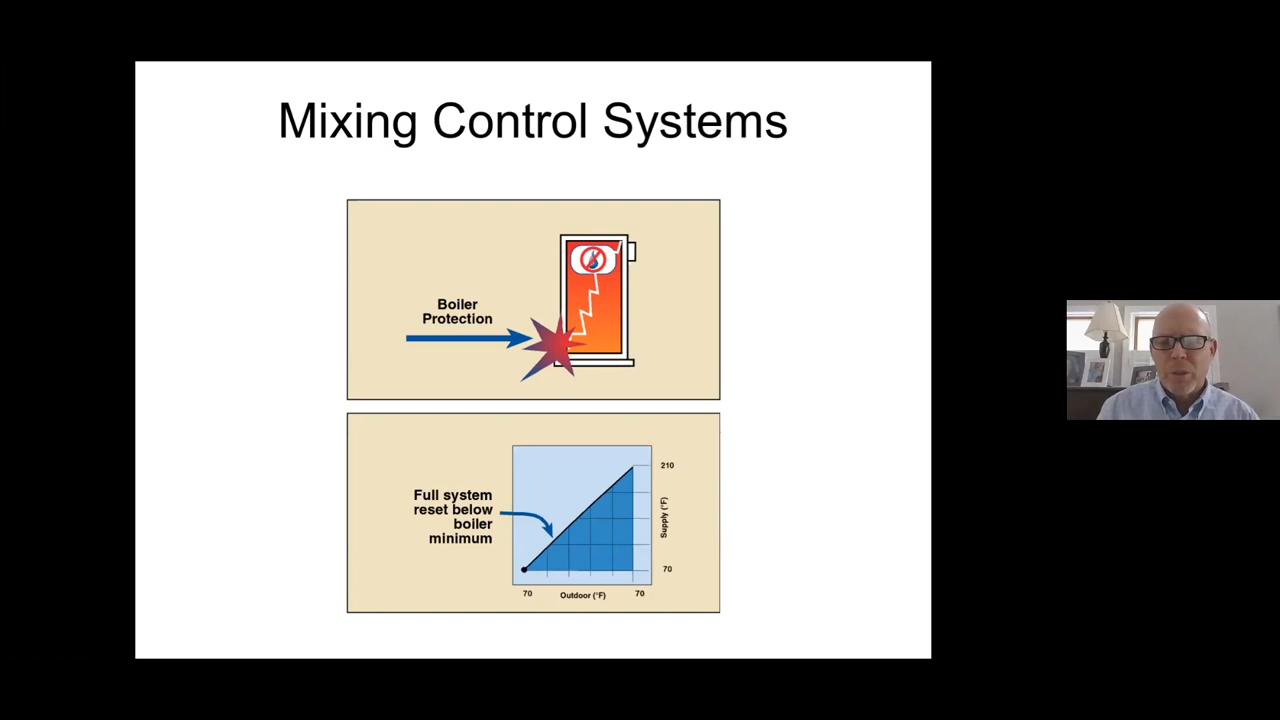 Mixing Control Systems
Boiler
Protection
Full system
reset below
boiler
minimum
210
Supply (°F)
70
70
Outdoor (°F)
70